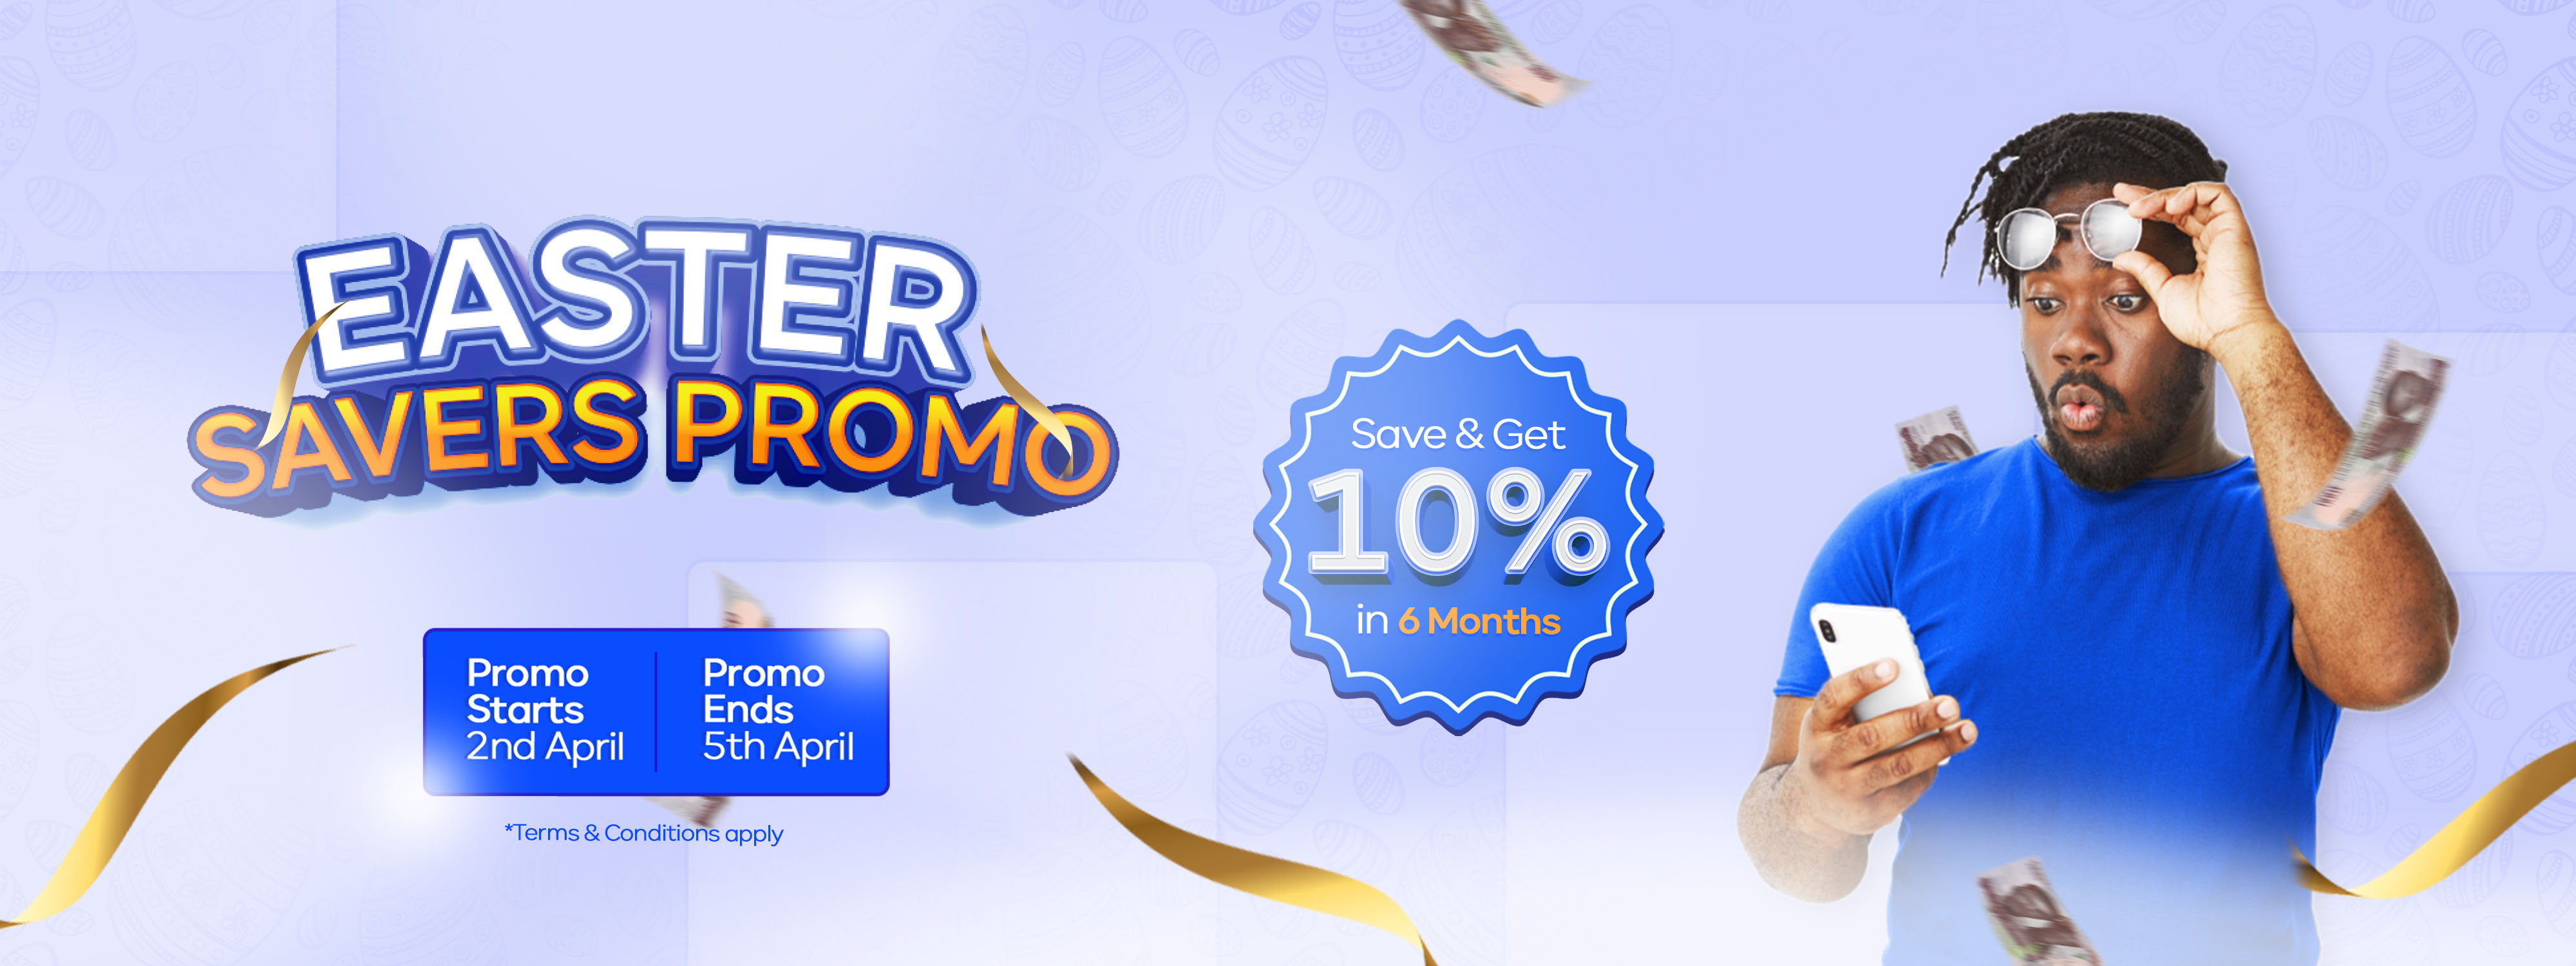 EASTER
SAVERS PROMO
Save & Get
10%
in 6 Months
Promo
Starts
2nd April
Promo
Ends
5th April
*Terms & Conditions apply